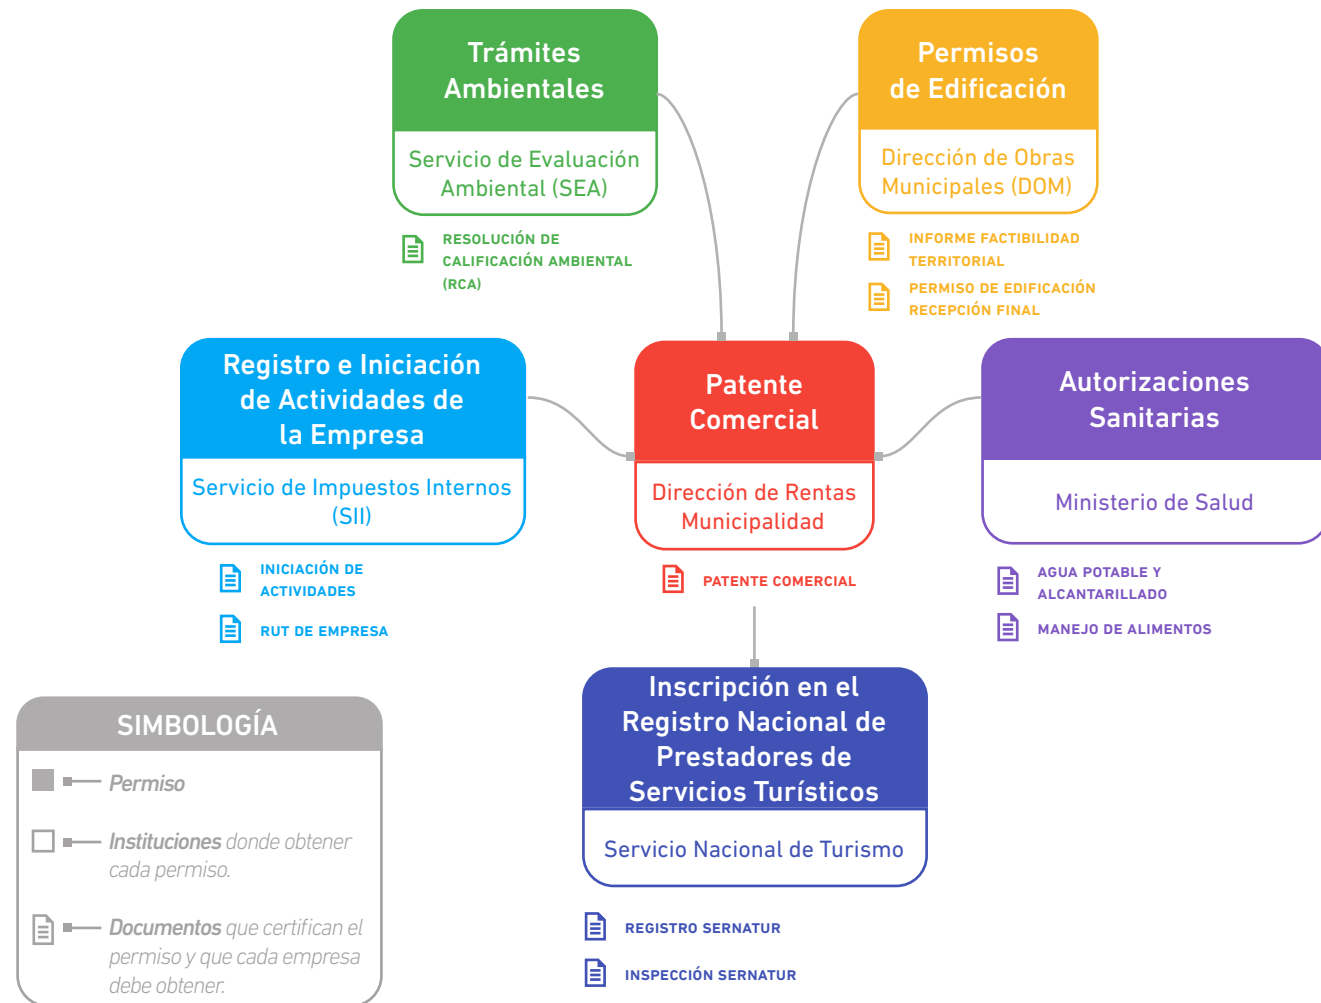 Trámites
Ambientales
Servicio de Evaluación
Ambiental (SEA)
RESOLUCIÓN DE
CALIFICACIÓN AMBIENTAL
(RCA)
Permisos
de Edificación
Dirección de Obras
Municipales (DOM)
INFORME FACTIBILIDAD
TERRITORIAL
PERMISO DE EDIFICACIÓN
RECEPCIÓN FINAL
Registro e Iniciación
de Actividades de
la Empresa
Servicio de Impuestos Internos
(SII)
INICIACIÓN DE
ACTIVIDADES
RUT DE EMPRESA
Patente
Comercial
Dirección de Rentas
Municipalidad
PATENTE COMERCIAL
Autorizaciones
Sanitarias
Ministerio de Salud
AGUA POTABLE Y
ALCANTARILLADO
MANEJO DE ALIMENTOS
Inscripción en el
Registro Nacional de
Prestadores de
Servicios Turísticos
Servicio Nacional de Turismo
REGISTRO SERNATUR
INSPECCIÓN SERNATUR
SIMBOLOGÍA
Permiso
Instituciones donde obtener
cada permiso.
Documentos que certifican el
permiso y que cada empresa
debe obtener.